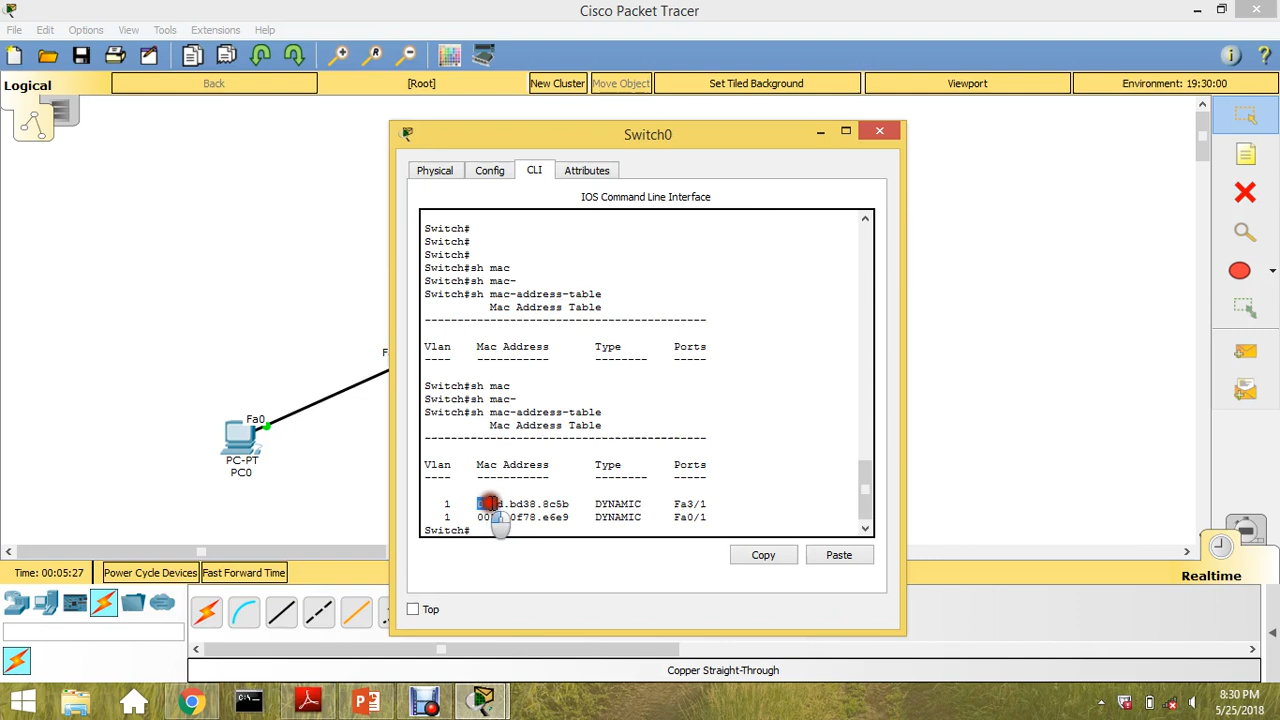 Cisco Packet Tracer
File Edit Options View Tools Extensions Help
Logical
Back
[Root]
New Cluster
Move Object
Set Tiled Background
Viewport
Environment: 19:30:00
Switch0
Physical Config CLI Attributes
IOS Command Line Interface
Switch#
Switch#
Switch#
Switch#sh mac
Switch#sh mac-
Switch#sh mac-address-table
Mac Address Table
-------------------------------------------
Vlan Mac Address Type Ports
---- ----------- -------- -----
Switch#sh mac
Switch#sh mac-
Switch#sh mac-address-table
Mac Address Table
-------------------------------------------
Vlan Mac Address Type Ports
---- ----------- -------- -----
1 .bd38.8c5b DYNAMIC Fa3/1
1 0f78.e6e9 DYNAMIC Fa0/1
Switch#
Copy Paste
Top
Fa0
PC-PT
PC0
Time: 00:05:27
Power Cycle Devices
Fast Forward Time
Realtime
Copper Straight-Through
8:30 PM
5/25/2018